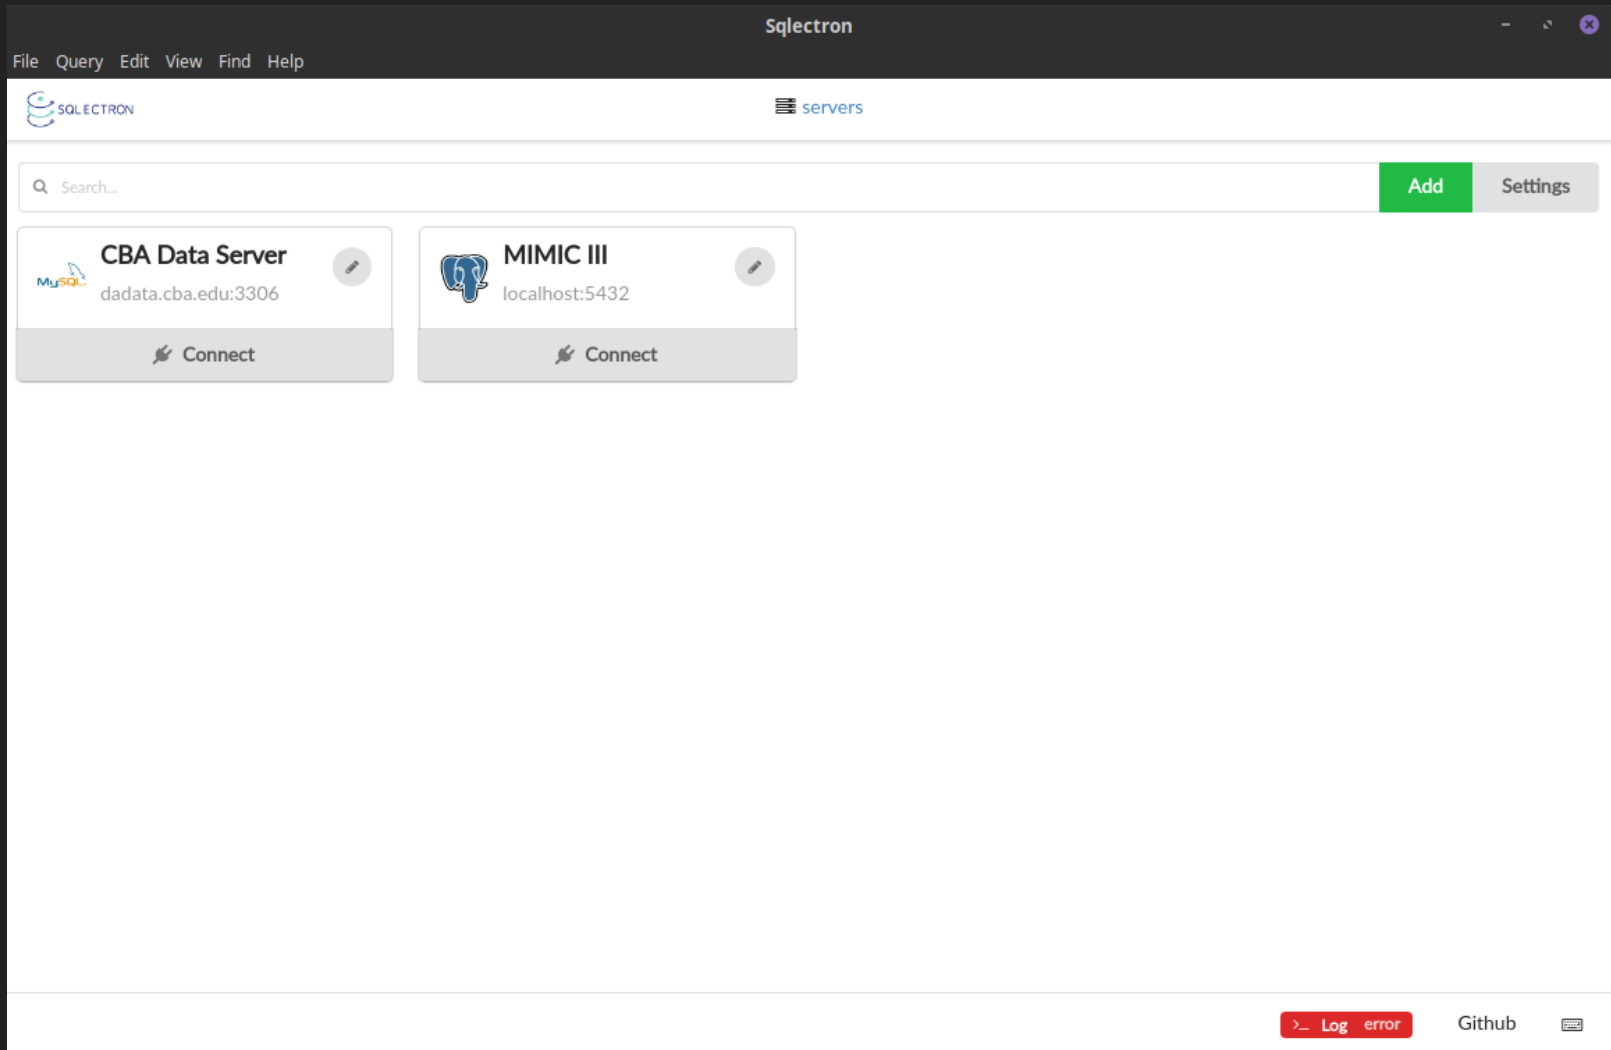 Sqlectron
File Query Edit View Find Help
SQLECTRON
servers
Search...
Add
Settings
MySQL
CBA Data Server
dadata.cba.edu:3306
Connect
MIMIC III
localhost:5432
Connect
>_ Log error
Github